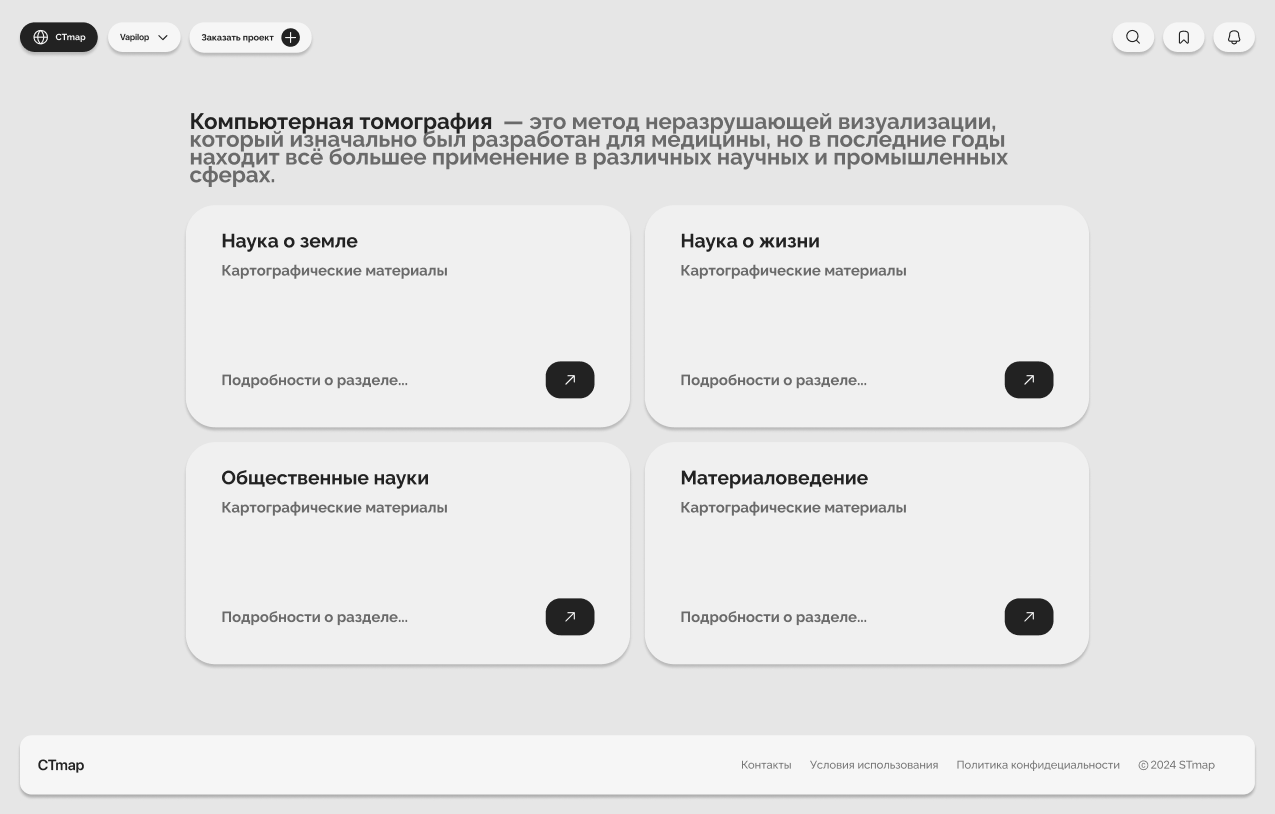 CTmap
Vapilop
Заказать проект
Компьютерная томография — это метод неразрушающей визуализации,
который изначально был разработан для медицины, но в последние годы
находит всё большее применение в различных научных и промышленных
сферах.
Наука о земле
Картографические материалы
Подробности о разделе...
Наука о жизни
Картографические материалы
Подробности о разделе...
Общественные науки
Картографические материалы
Подробности о разделе...
Материаловедение
Картографические материалы
Подробности о разделе...
CTmap
Контакты
Условия использования
Политика конфидециальности
© 2024 STmap